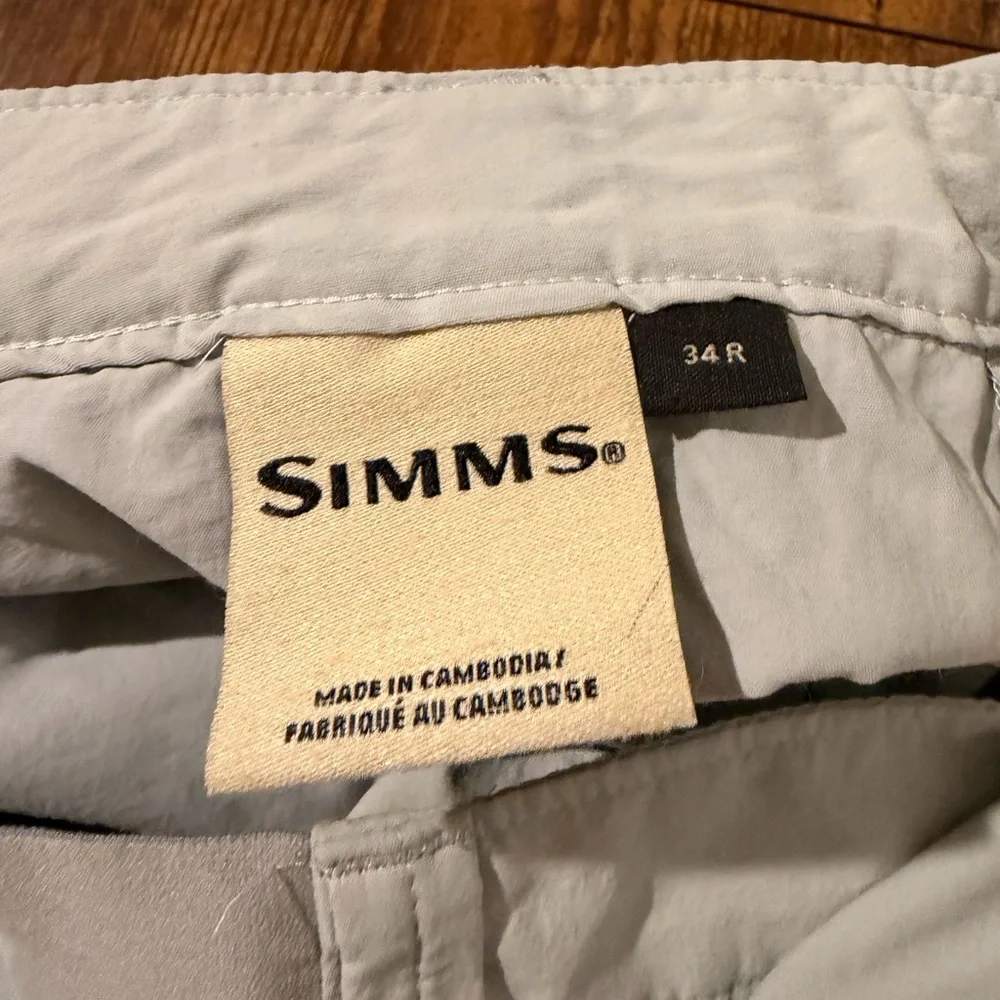 34 R
SIMMS®
MADE IN CAMBODIA/
FABRIQUÉ AU CAMBODGE